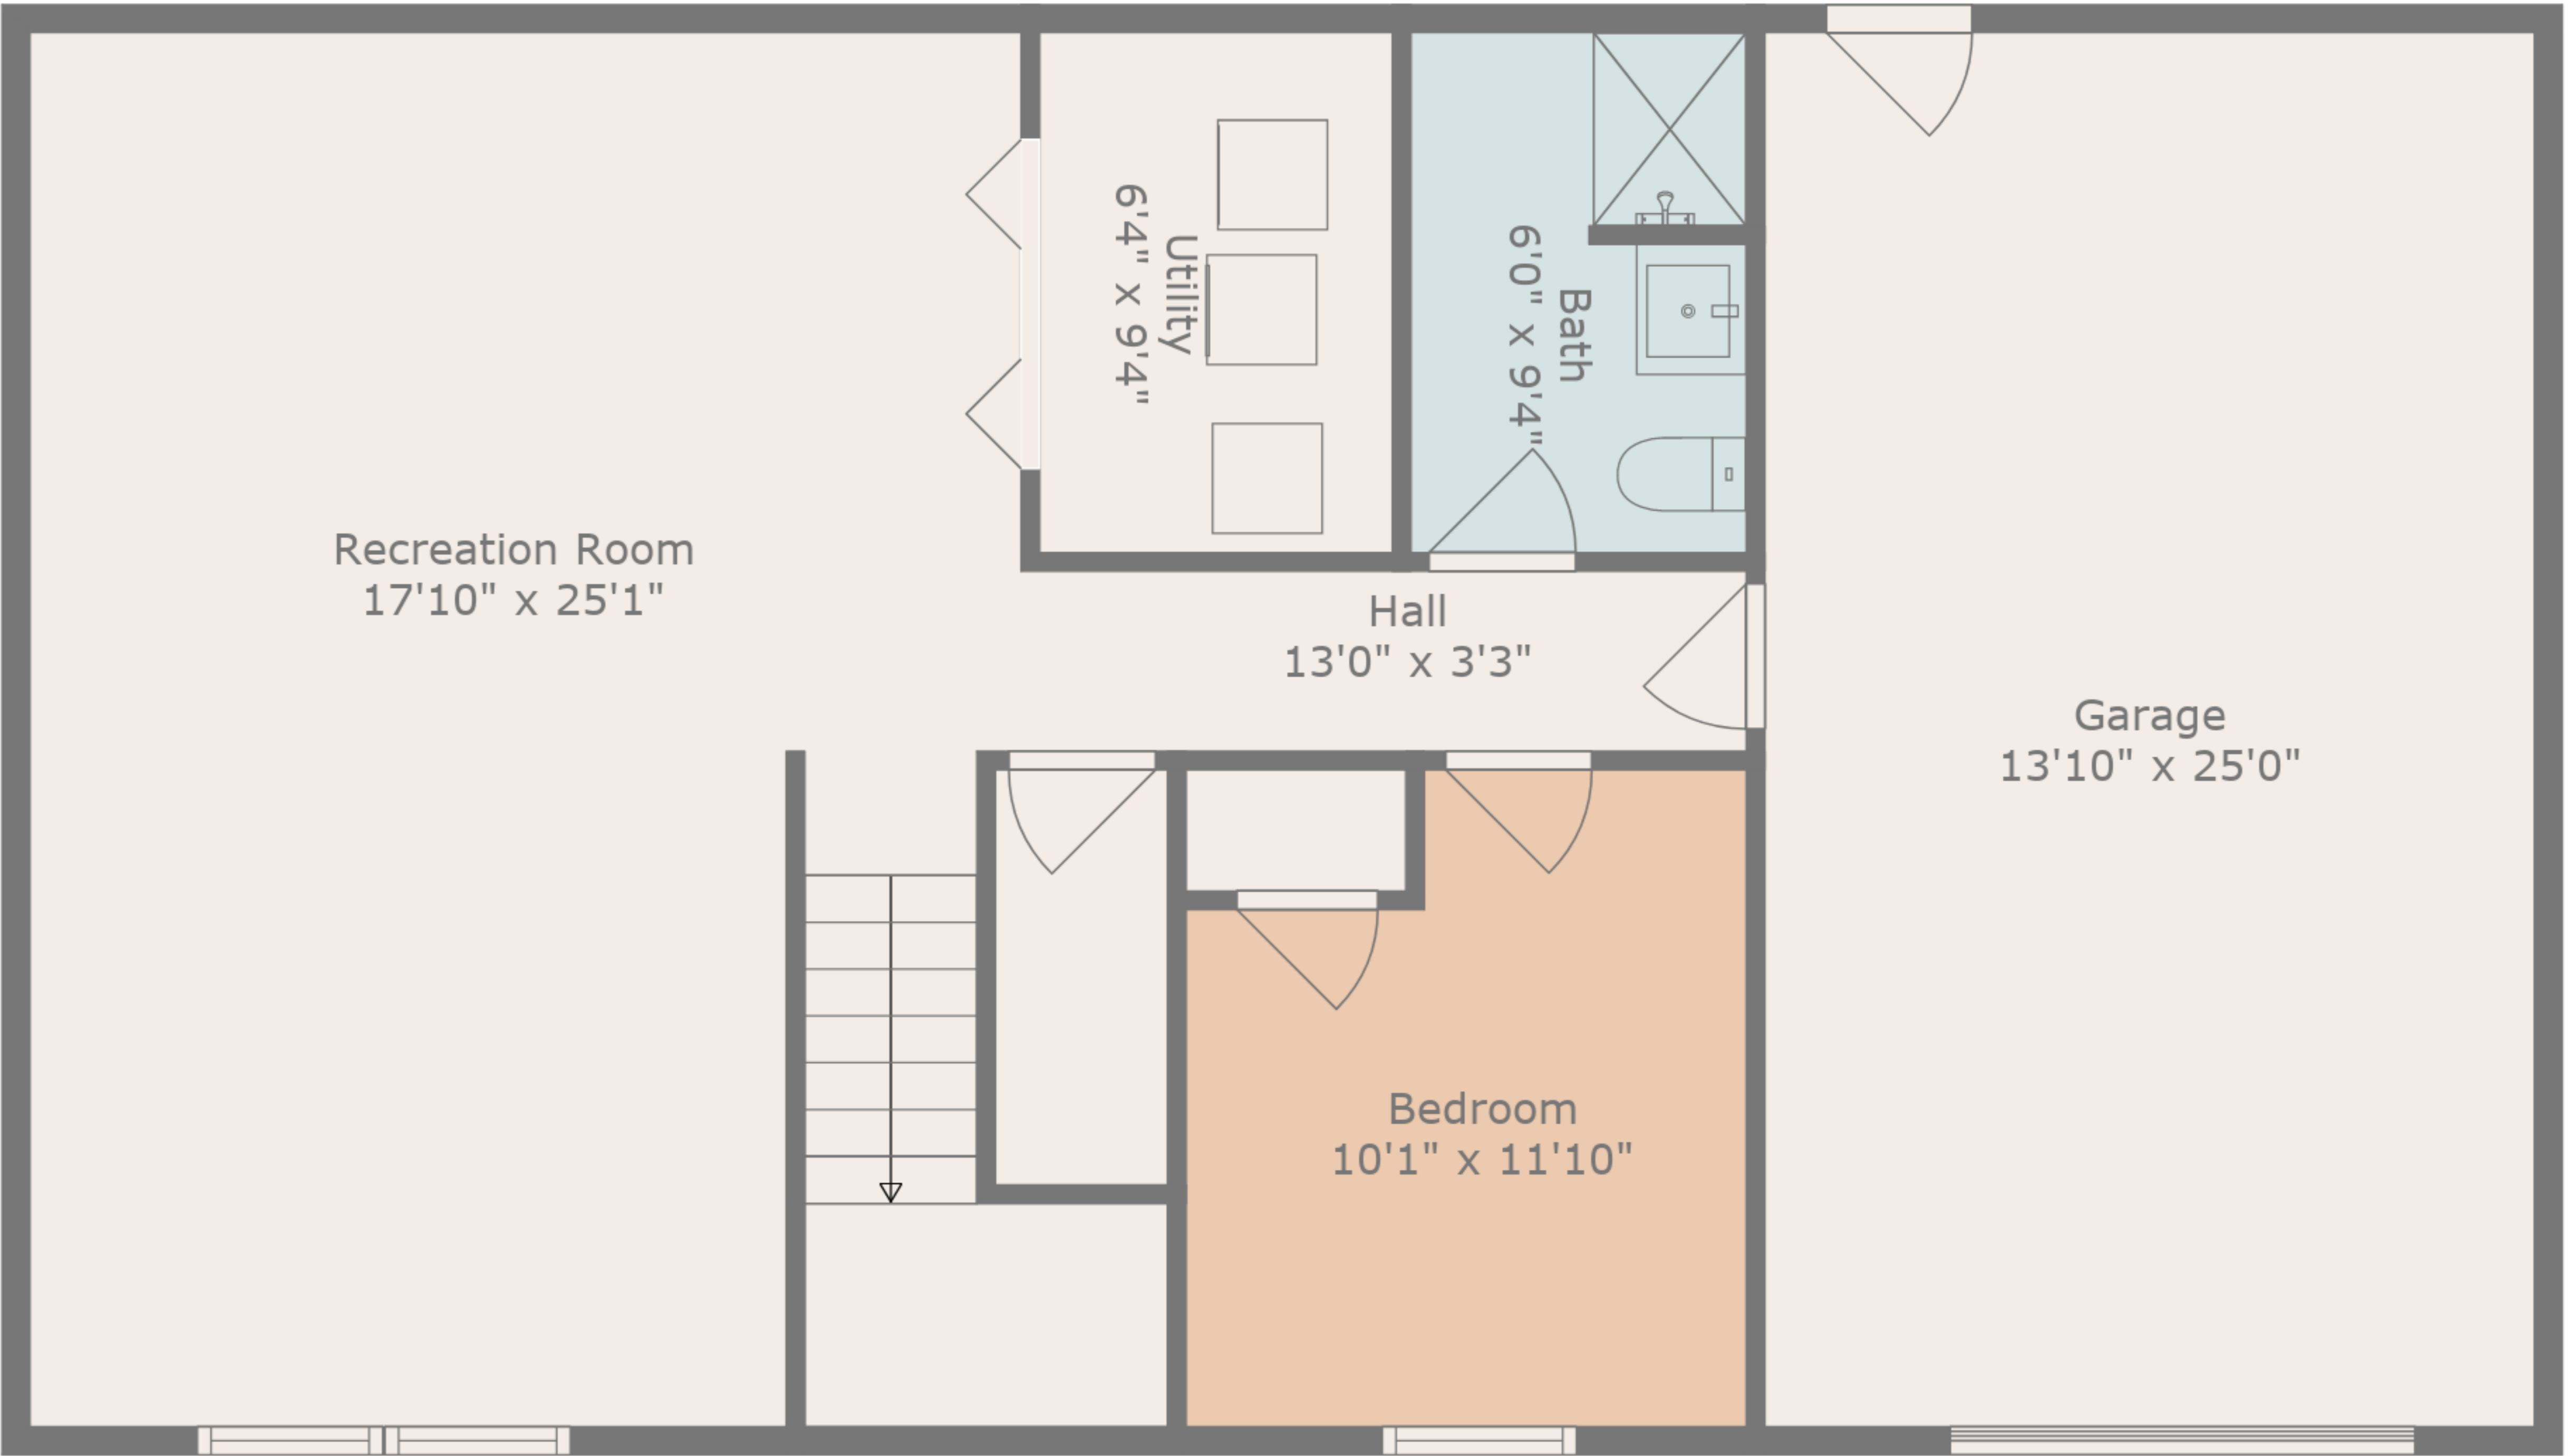 Utility
6'4" x 9'4"
Bath
6'0" x 9'4"
Recreation Room
17'10" x 25'1"
Hall
13'0" x 3'3"
Garage
13'10" x 25'0"
Bedroom
10'1" x 11'10"